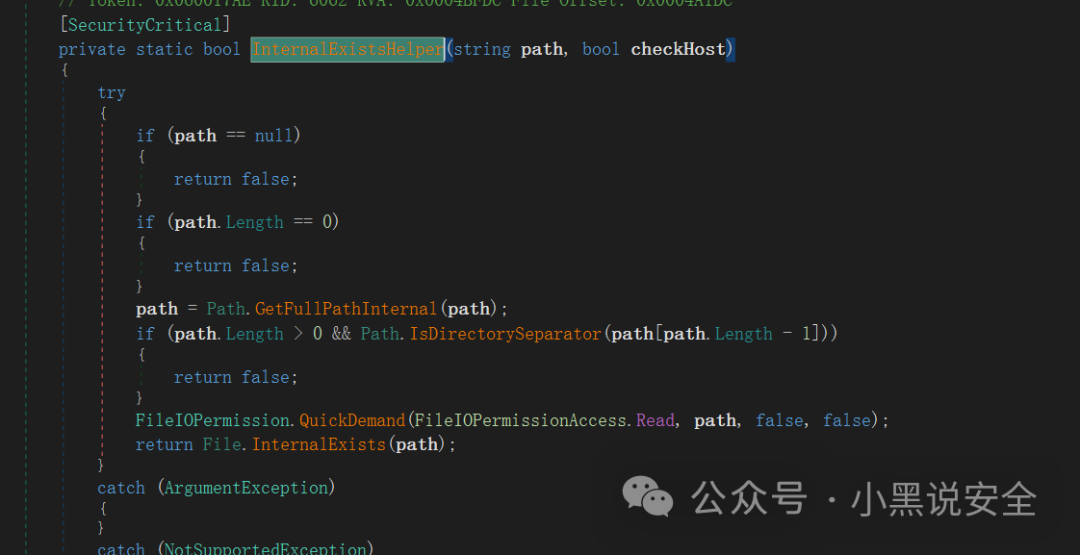 // Token: 0x060017AE RID: 6062 RVA: 0x0004BFDC File Offset: 0x0004A1DC
[SecurityCritical]
private static bool InternalExistsHelper(string path, bool checkHost)
{
try
{
if (path == null)
{
return false;
}
if (path.Length == 0)
{
return false;
}
path = Path.GetFullPathInternal(path);
if (path.Length > 0 && Path.IsDirectorySeparator(path[path.Length - 1]))
{
return false;
}
FileIOPermission.QuickDemand(FileIOPermissionAccess.Read, path, false, false);
return File.InternalExists(path);
}
catch (ArgumentException)
{
}
catch (NotSupportedException)
公众号 · 小黑说安全